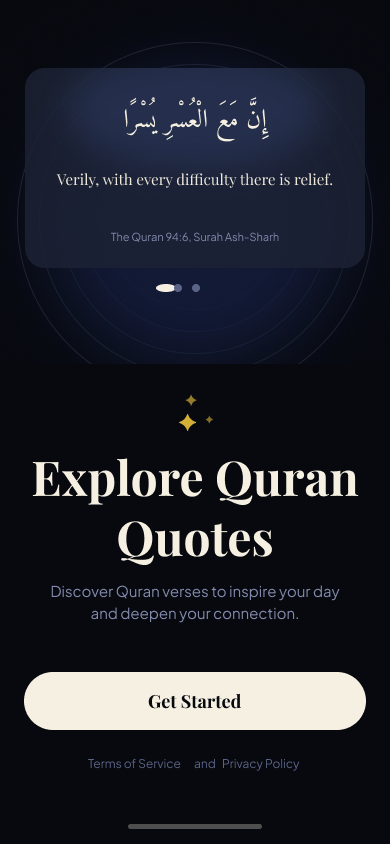 إِنَّ مَعَ الْعُسْرِ يُسْرًا
Verily, with every difficulty there is relief.
The Quran 94:6, Surah Ash-Sharh
Explore Quran
Quotes
Discover Quran verses to inspire your day
and deepen your connection.
Get Started
Terms of Service and Privacy Policy